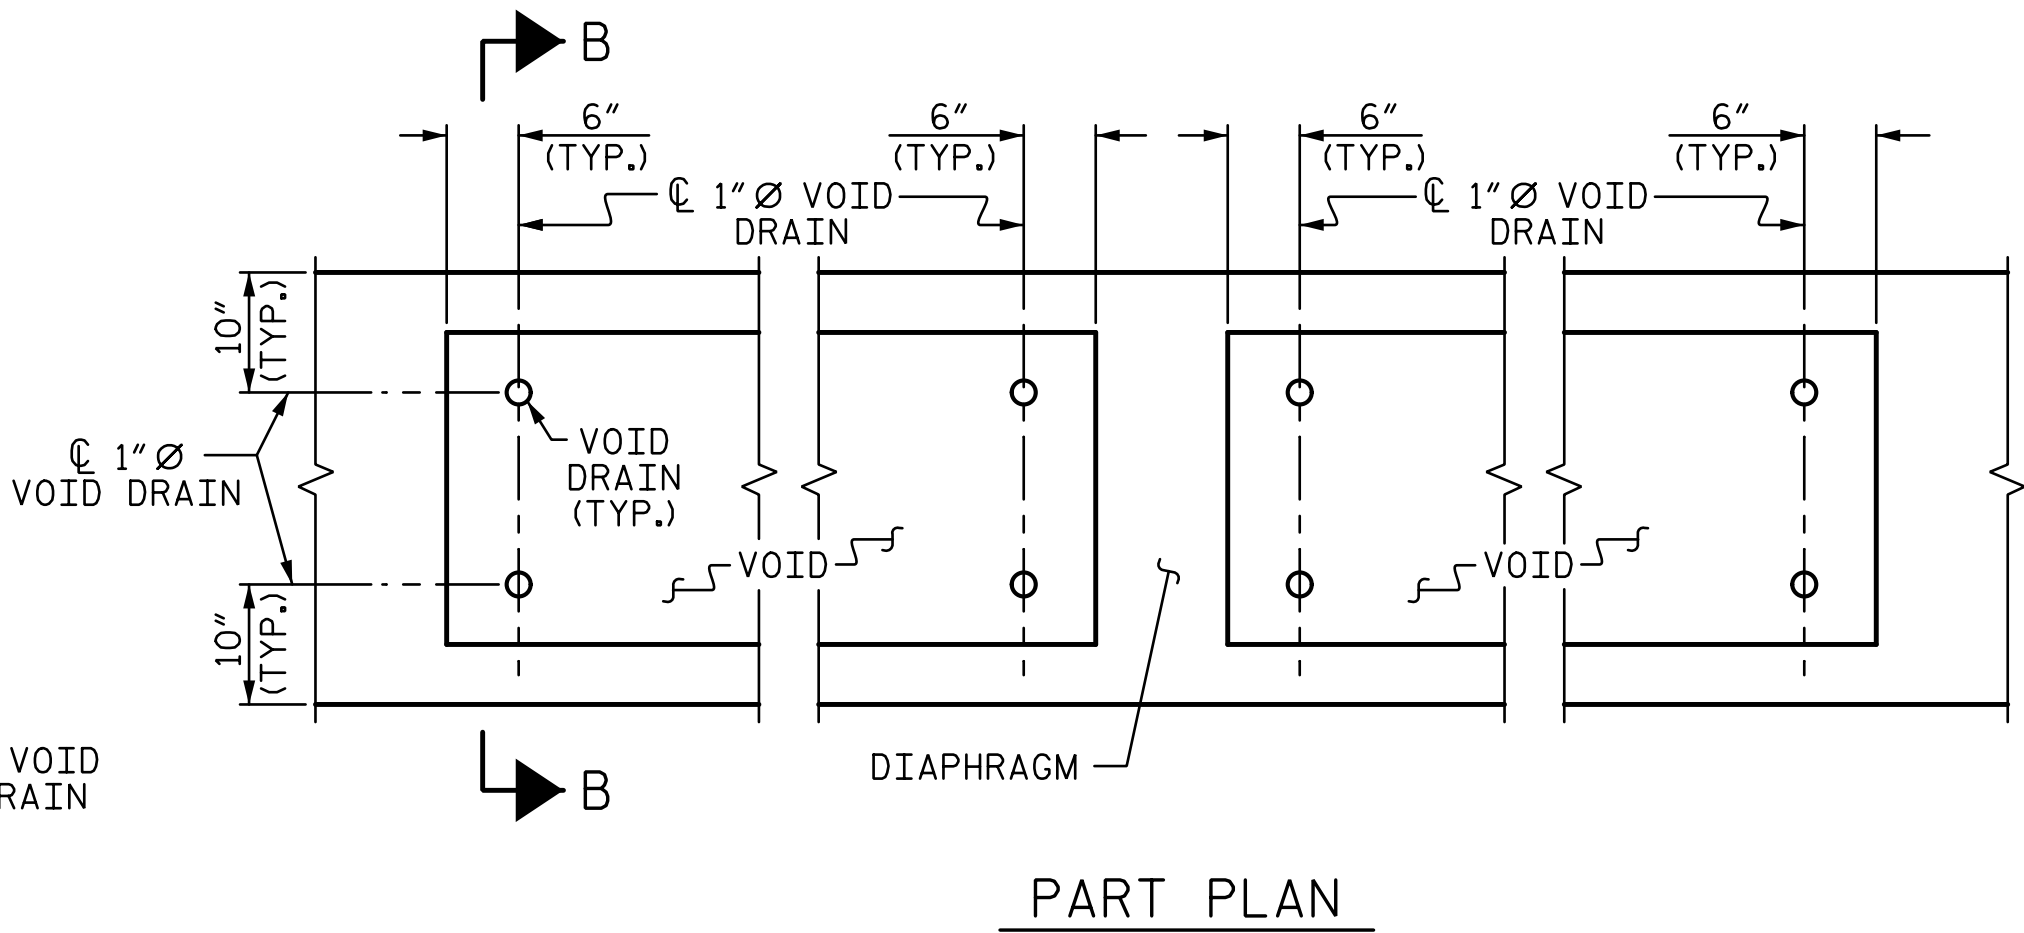 B
6" 6" 6" 6"
(TYP.) (TYP.) (TYP.) (TYP.)
℄ 1"Ø VOID
DRAIN
℄ 1"Ø VOID
DRAIN
10"
(TYP.)
℄ 1"Ø
VOID DRAIN
VOID
DRAIN
(TYP.)
VOID
VOID
10"
(TYP.)
DIAPHRAGM
VOID
RAIN
B
PART PLAN